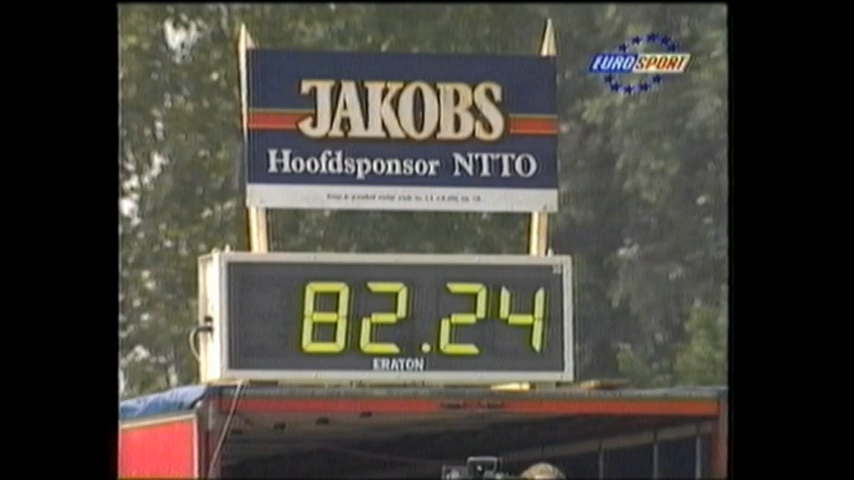 EUROSPORT
JAKOBS
Hoofdsponsor NTTO
82.24
ERATON